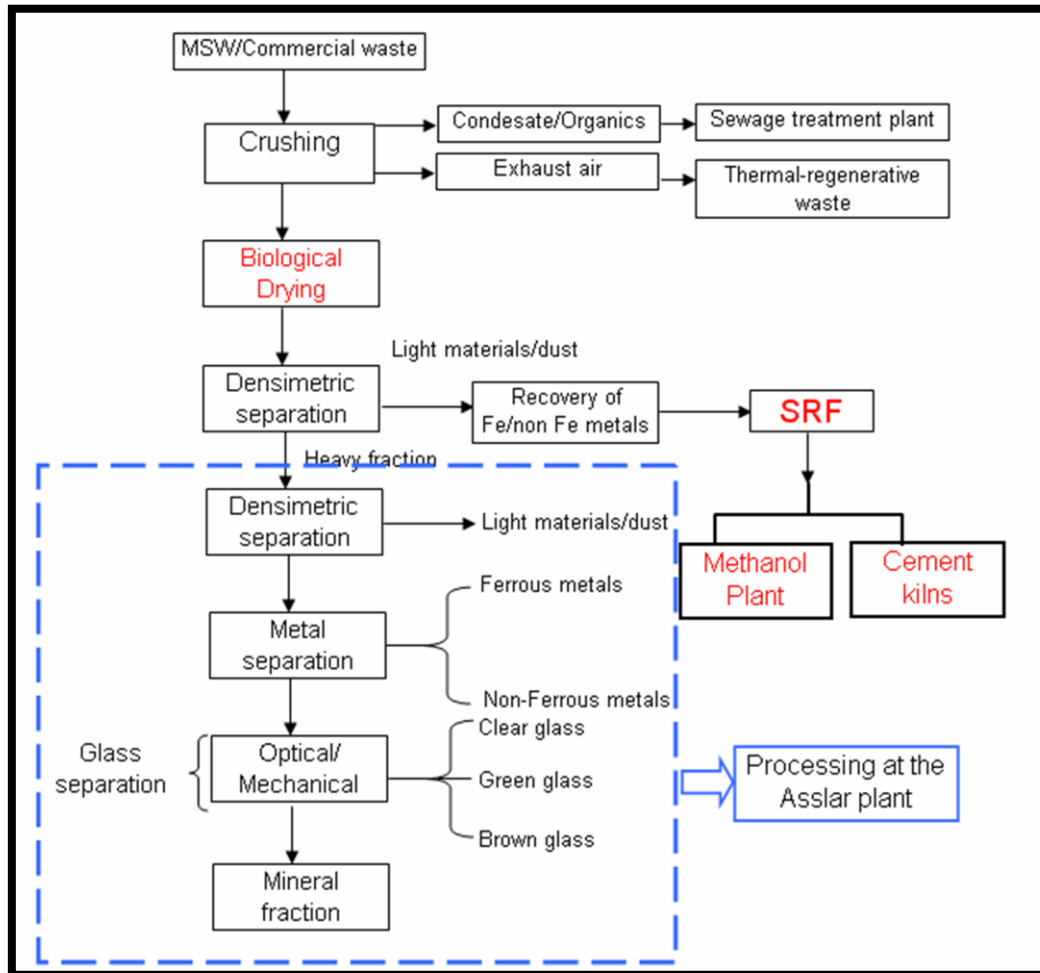 MSW/Commercial waste
Crushing
Condesate/Organics
Sewage treatment plant
Exhaust air
Thermal-regenerative
waste
Biological
Drying
Light materials/dust
Densimetric
separation
Recovery of
Fe/non Fe metals
SRF
Heavy fraction
Densimetric
separation
Light materials/dust
Methanol
Plant
Cement
kilns
Ferrous metals
Metal
separation
Non-Ferrous metals
Clear glass
Glass
separation
Optical/
Mechanical
Green glass
Brown glass
Processing at the
Asslar plant
Mineral
fraction